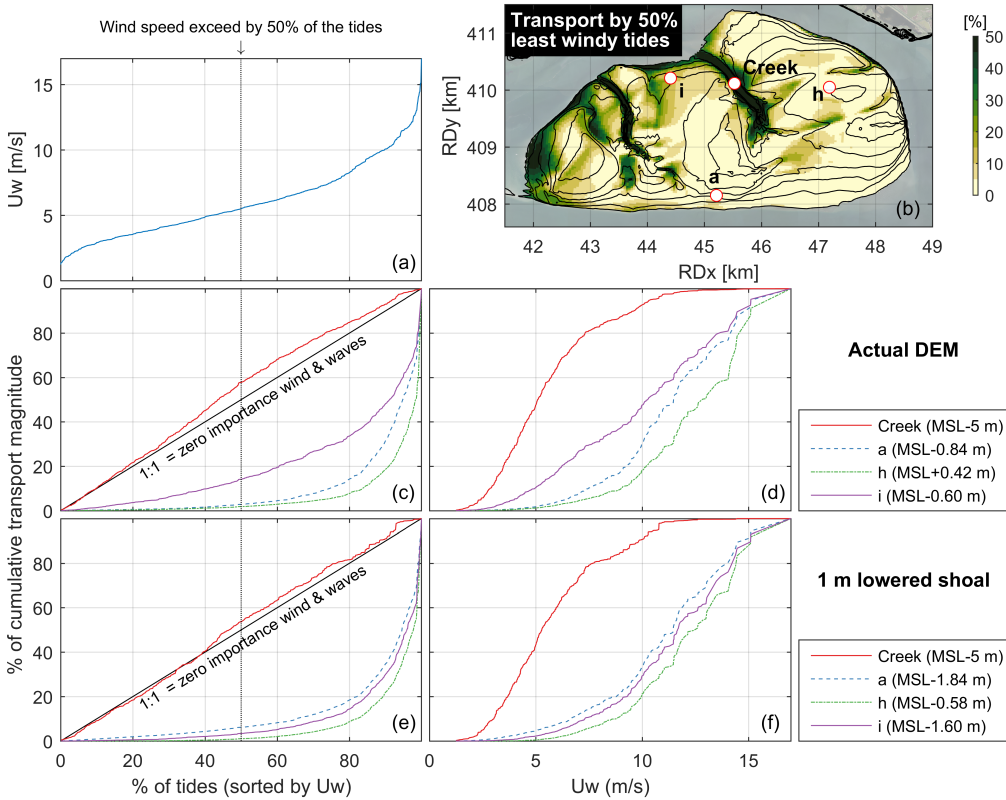 Wind speed exceed by 50% of the tides
↓
15
10
5
0
Uw [m/s]
(a)
Transport by 50%
least windy tides
411
410
409
408
RDy [km]
Creek
i
h
a
(b)
42
43
44
45
46
47
48
49
RDx [km]
[%]
50
40
30
20
10
0
80
60
40
20
0
1:1 = zero importance wind & waves
(c)
(d)
Actual DEM
Creek (MSL-5 m)
a (MSL-0.84 m)
h (MSL+0.42 m)
i (MSL-0.60 m)
% of cumulative transport magnitude
80
60
40
20
0
1:1 = zero importance wind & waves
(e)
(f)
1 m lowered shoal
Creek (MSL-5 m)
a (MSL-1.84 m)
h (MSL-0.58 m)
i (MSL-1.60 m)
0
20
40
60
80
% of tides (sorted by Uw)
0
5
10
15
Uw (m/s)